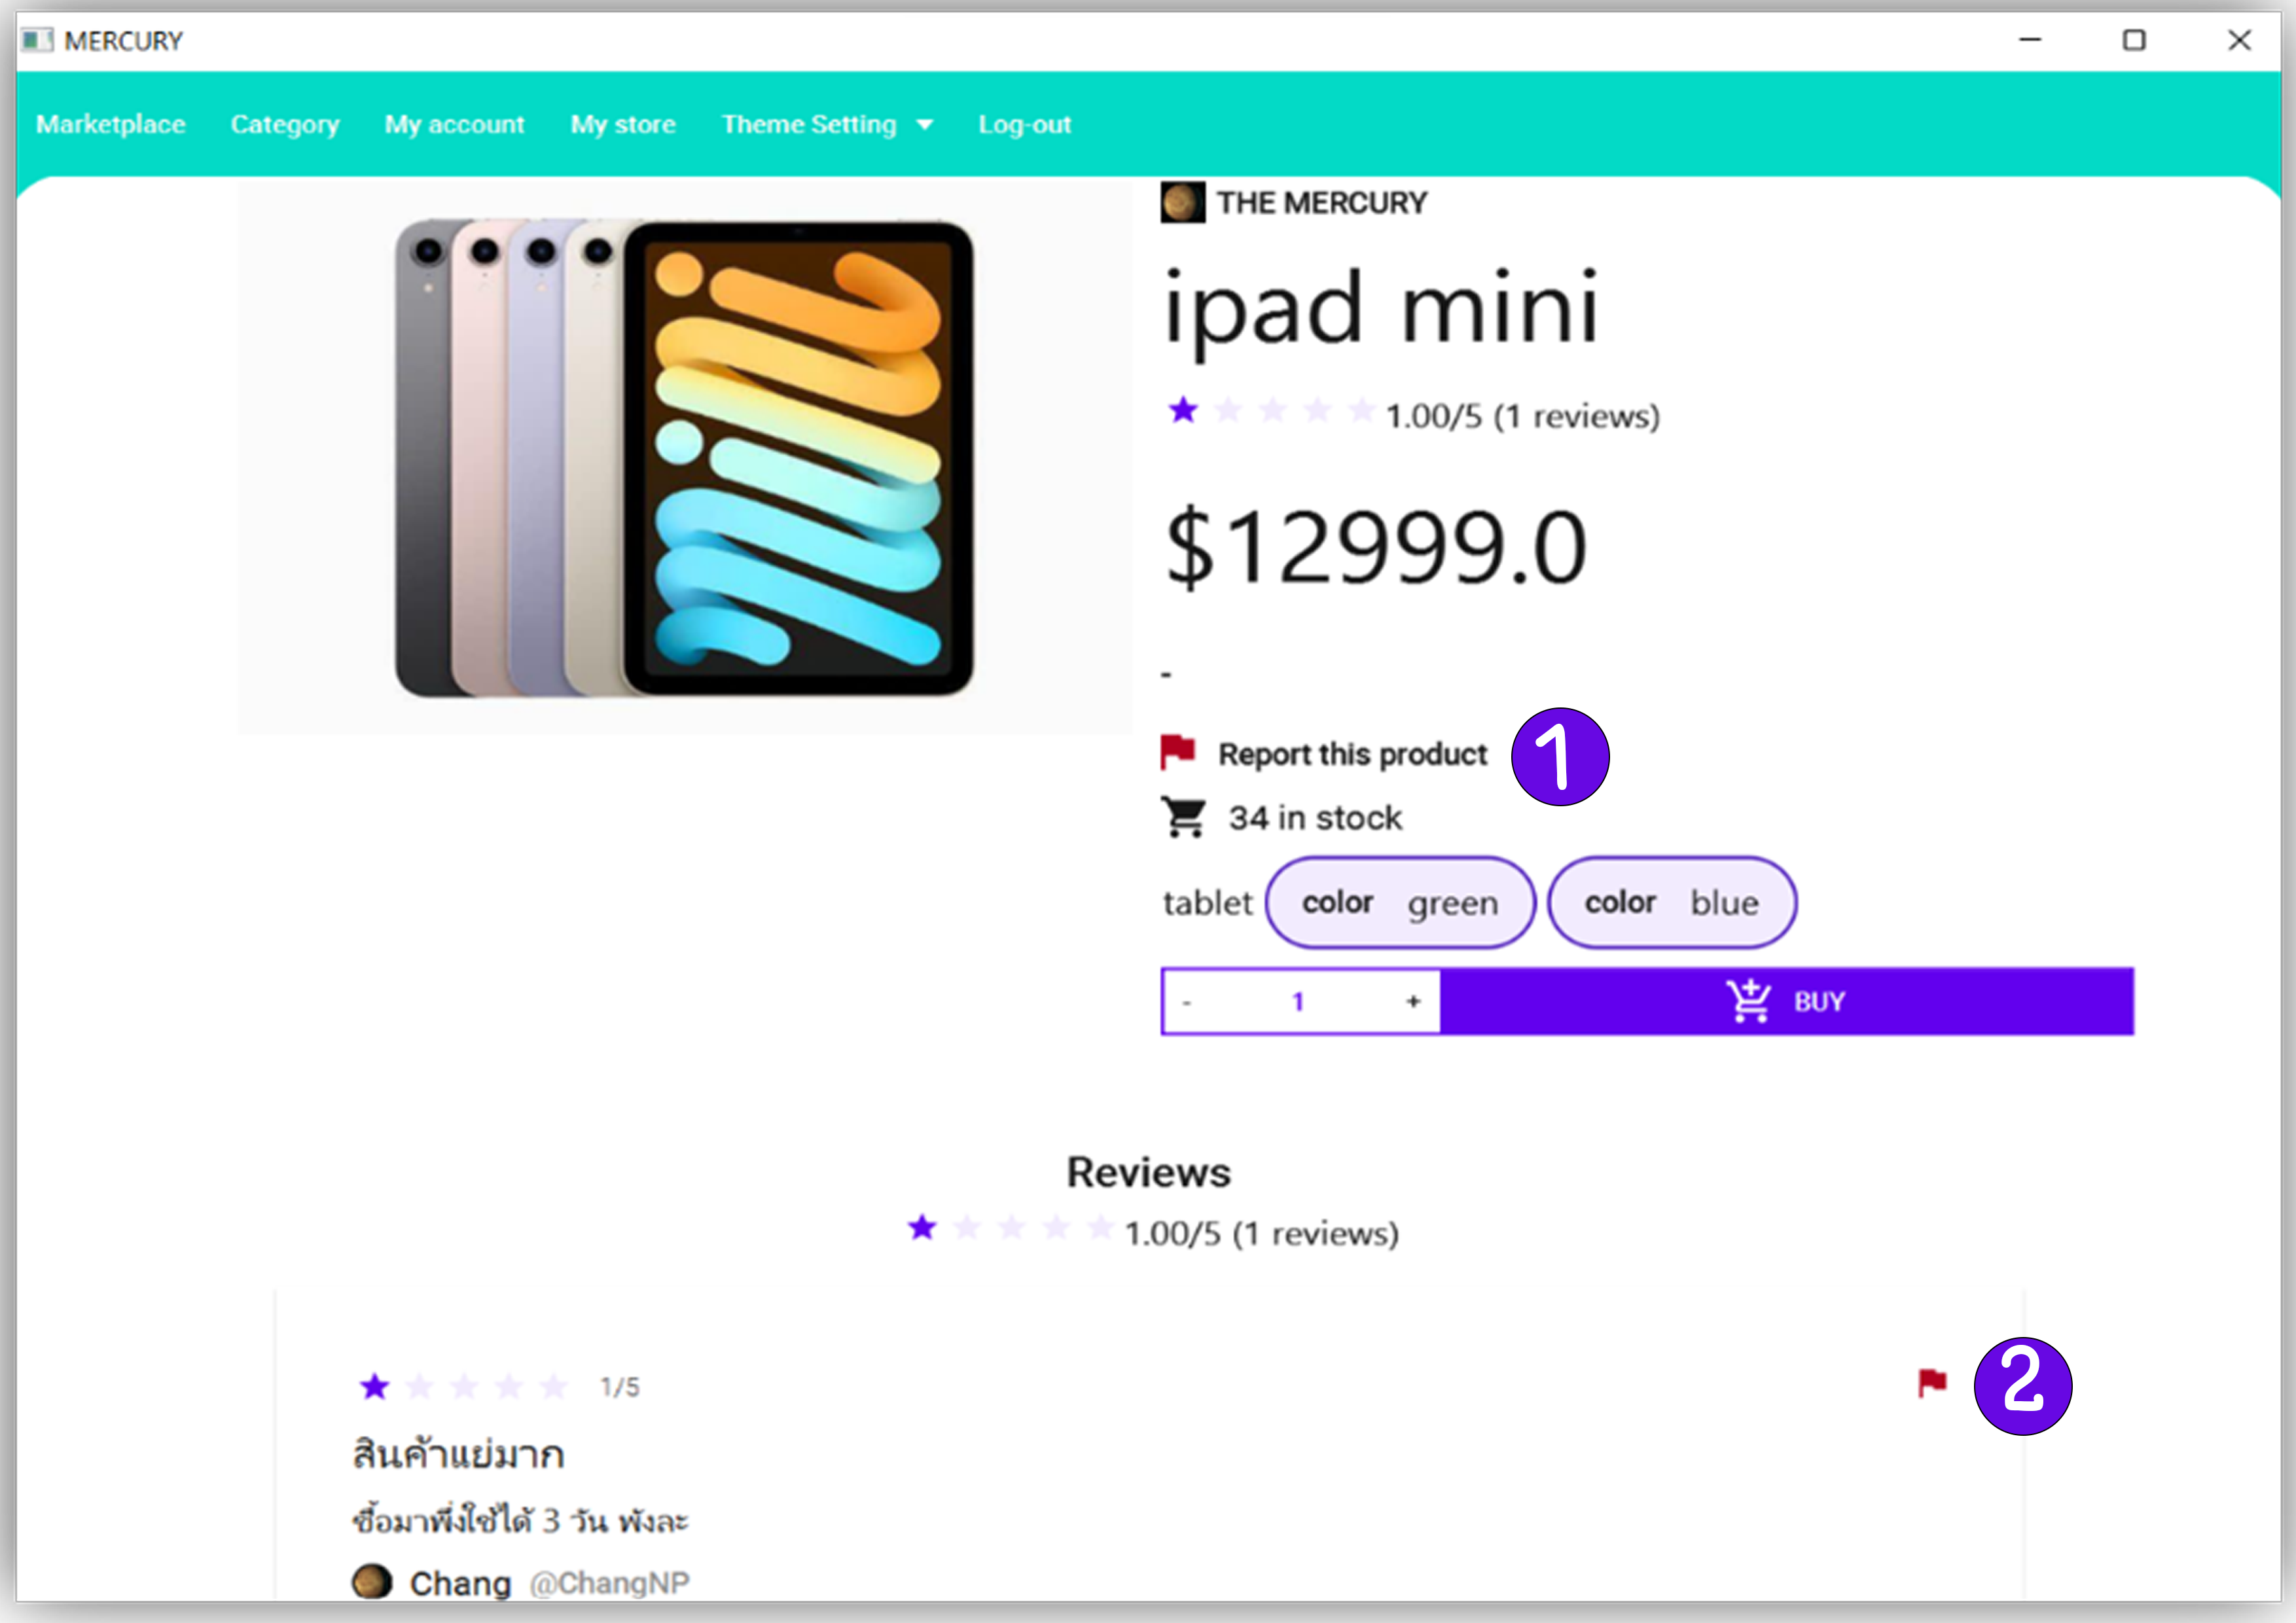 MERCURY
Marketplace Category My account My store Theme Setting Log-out
THE MERCURY
ipad mini
1.00/5 (1 reviews)
$12999.0
-
Report this product
1
34 in stock
tablet color green color blue
- 1 + BUY
Reviews
1.00/5 (1 reviews)
1/5
2
สินค้าแย่มาก
ซื้อมาพึ่งใช้ได้ 3 วัน พังละ
Chang @ChangNP